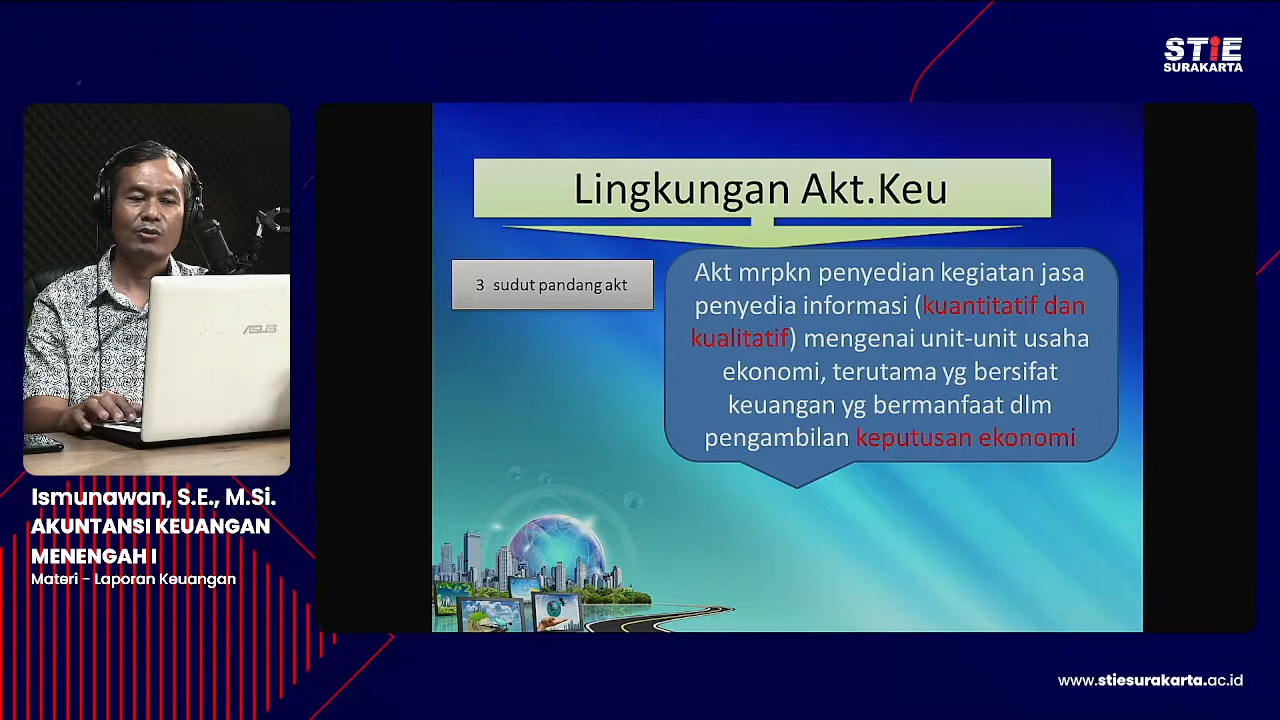 STIE
SURAKARTA
Lingkungan Akt.Keu
3 sudut pandang akt
Akt mrpkn penyedian kegiatan jasa
penyedia informasi (kuantitatif dan
kualitatif) mengenai unit-unit usaha
ekonomi, terutama yg bersifat
keuangan yg bermanfaat dlm
pengambilan keputusan ekonomi
ASUS
Ismunawan, S.E., M.Si.
AKUNTANSI KEUANGAN
MENENGAH I
Materi - Laporan Keuangan
www.stiesurakarta.ac.id